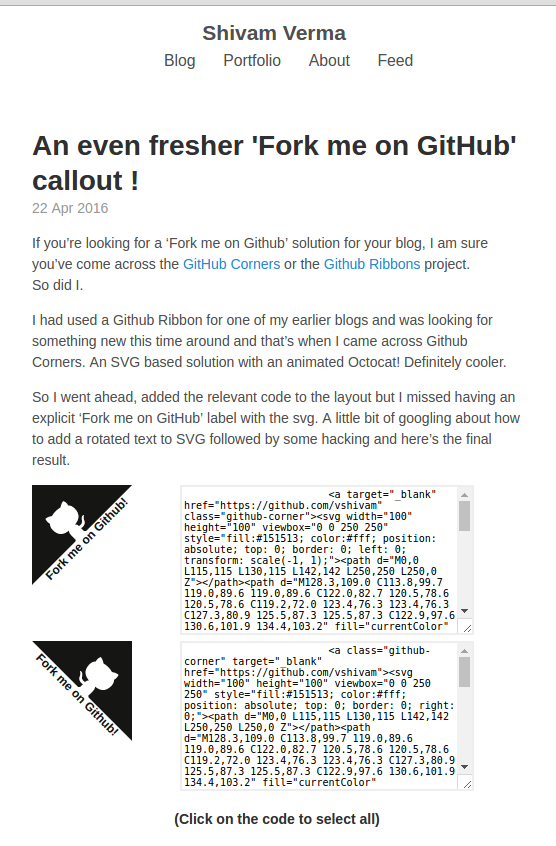 Shivam Verma
Blog Portfolio About Feed
An even fresher 'Fork me on GitHub'
callout !
22 Apr 2016
If you’re looking for a ‘Fork me on Github’ solution for your blog, I am sure
you’ve come across the GitHub Corners or the Github Ribbons project.
So did I.
I had used a Github Ribbon for one of my earlier blogs and was looking for
something new this time around and that’s when I came across Github
Corners. An SVG based solution with an animated Octocat! Definitely cooler.
So I went ahead, added the relevant code to the layout but I missed having an
explicit ‘Fork me on GitHub’ label with the svg. A little bit of googling about how
to add a rotated text to SVG followed by some hacking and here’s the final
result.
Fork me on Github!
<a target="_blank"
href="https://github.com/vshivam"
class="github-corner"><svg width="100"
height="100" viewbox="0 0 250 250"
style="fill:#151513; color:#fff; position:
absolute; top: 0; border: 0; left: 0;
transform: scale(-1, 1);"><path d="M0,0
L115,115 L130,115 L142,142 L250,250 L250,0
Z"></path><path d="M128.3,109.0 C113.8,99.7
119.0,89.6 119.0,89.6 C122.0,82.7 120.5,78.6
120.5,78.6 C119.2,72.0 123.4,76.3 123.4,76.3
C127.3,80.9 125.5,87.3 125.5,87.3 C122.9,97.6
130.6,101.9 134.4,103.2" fill="currentColor"
Fork me on Github!
<a class="github-
corner" target="_blank"
href="https://github.com/vshivam"><svg
width="100" height="100" viewbox="0 0 250
250" style="fill:#151513; color:#fff;
position: absolute; top: 0; border: 0; right:
0;"><path d="M0,0 L115,115 L130,115 L142,142
L250,250 L250,0 Z"></path><path
d="M128.3,109.0 C113.8,99.7 119.0,89.6
119.0,89.6 C122.0,82.7 120.5,78.6 120.5,78.6
C119.2,72.0 123.4,76.3 123.4,76.3 C127.3,80.9
125.5,87.3 125.5,87.3 C122.9,97.6 130.6,101.9
134.4,103.2" fill="currentColor"
(Click on the code to select all)